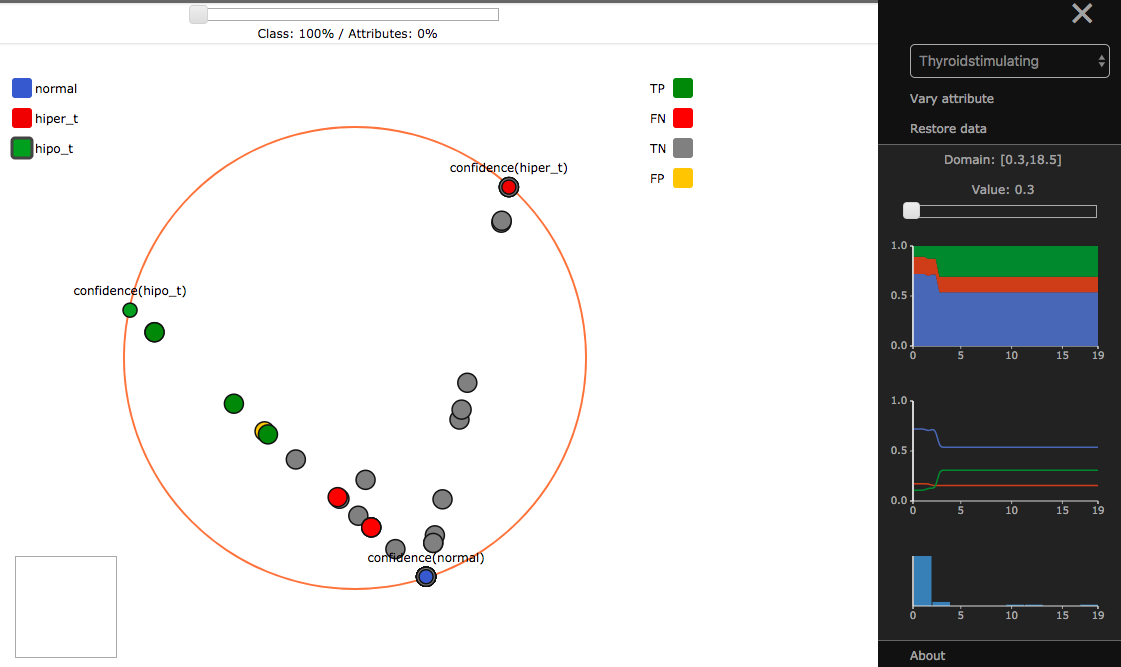 Class: 100% / Attributes: 0%
normal
hiper_t
hipo_t
TP
FN
TN
FP
confidence(hiper_t)
confidence(hipo_t)
confidence(normal)
Thyroidstimulating
Vary attribute
Restore data
Domain: [0.3,18.5]
Value: 0.3
1.0
0.5
0.0
0 5 10 15 19
1.0
0.5
0.0
0 5 10 15 19
0 5 10 15 19
About